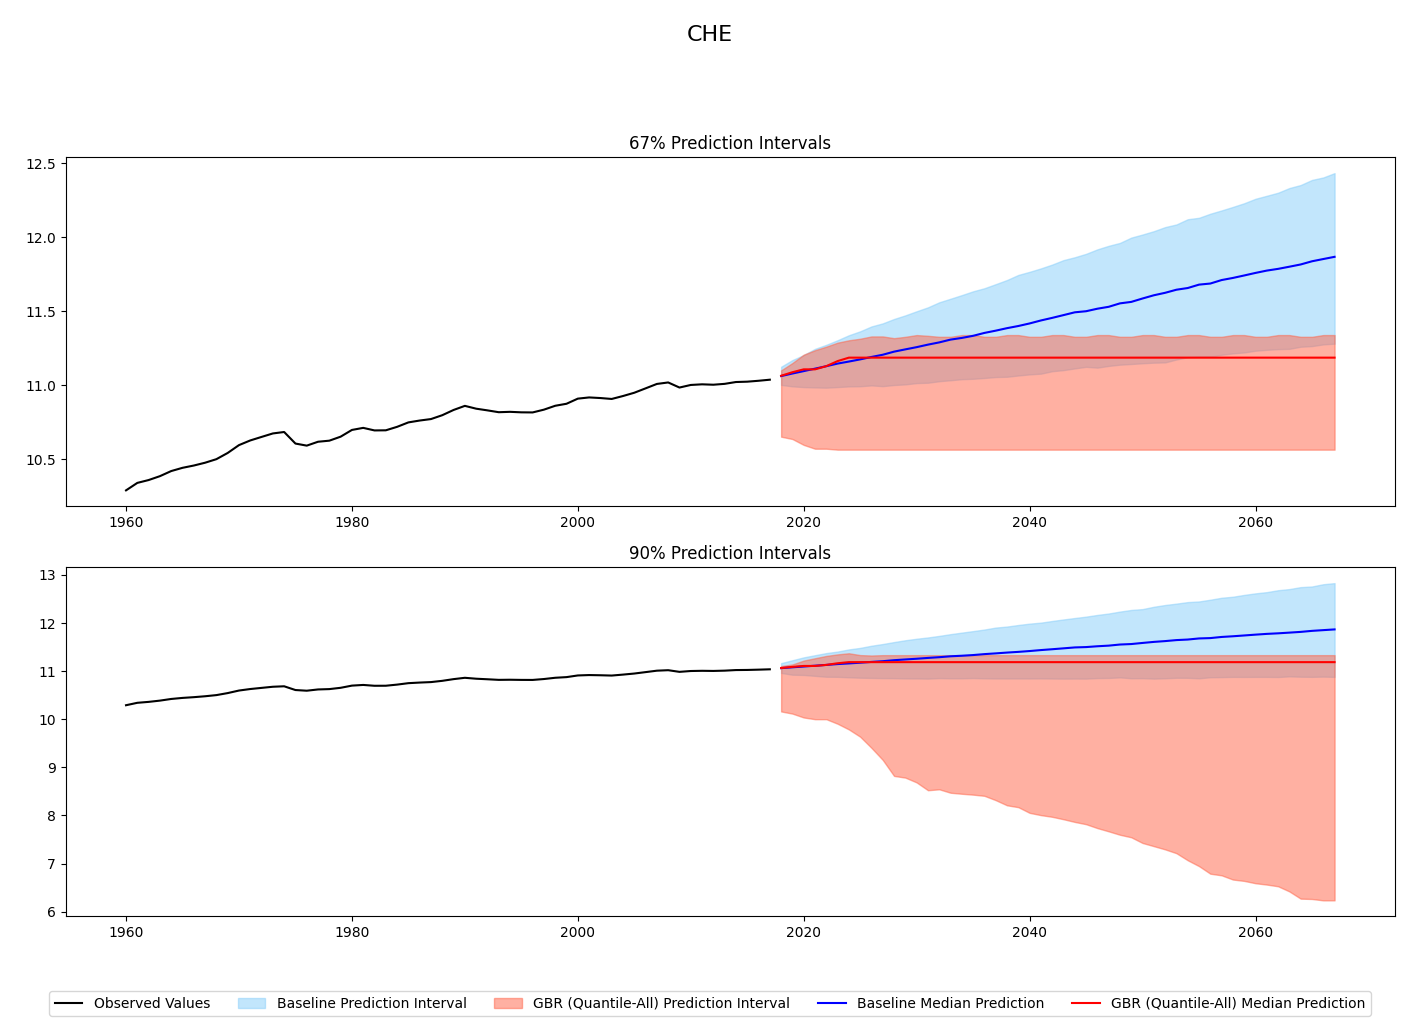 CHE
67% Prediction Intervals
12.5
12.0
11.5
11.0
10.5
1960 1980 2000 2020 2040 2060
90% Prediction Intervals
13
12
11
10
9
8
7
6
1960 1980 2000 2020 2040 2060
Observed Values Baseline Prediction Interval GBR (Quantile-All) Prediction Interval Baseline Median Prediction GBR (Quantile-All) Median Prediction